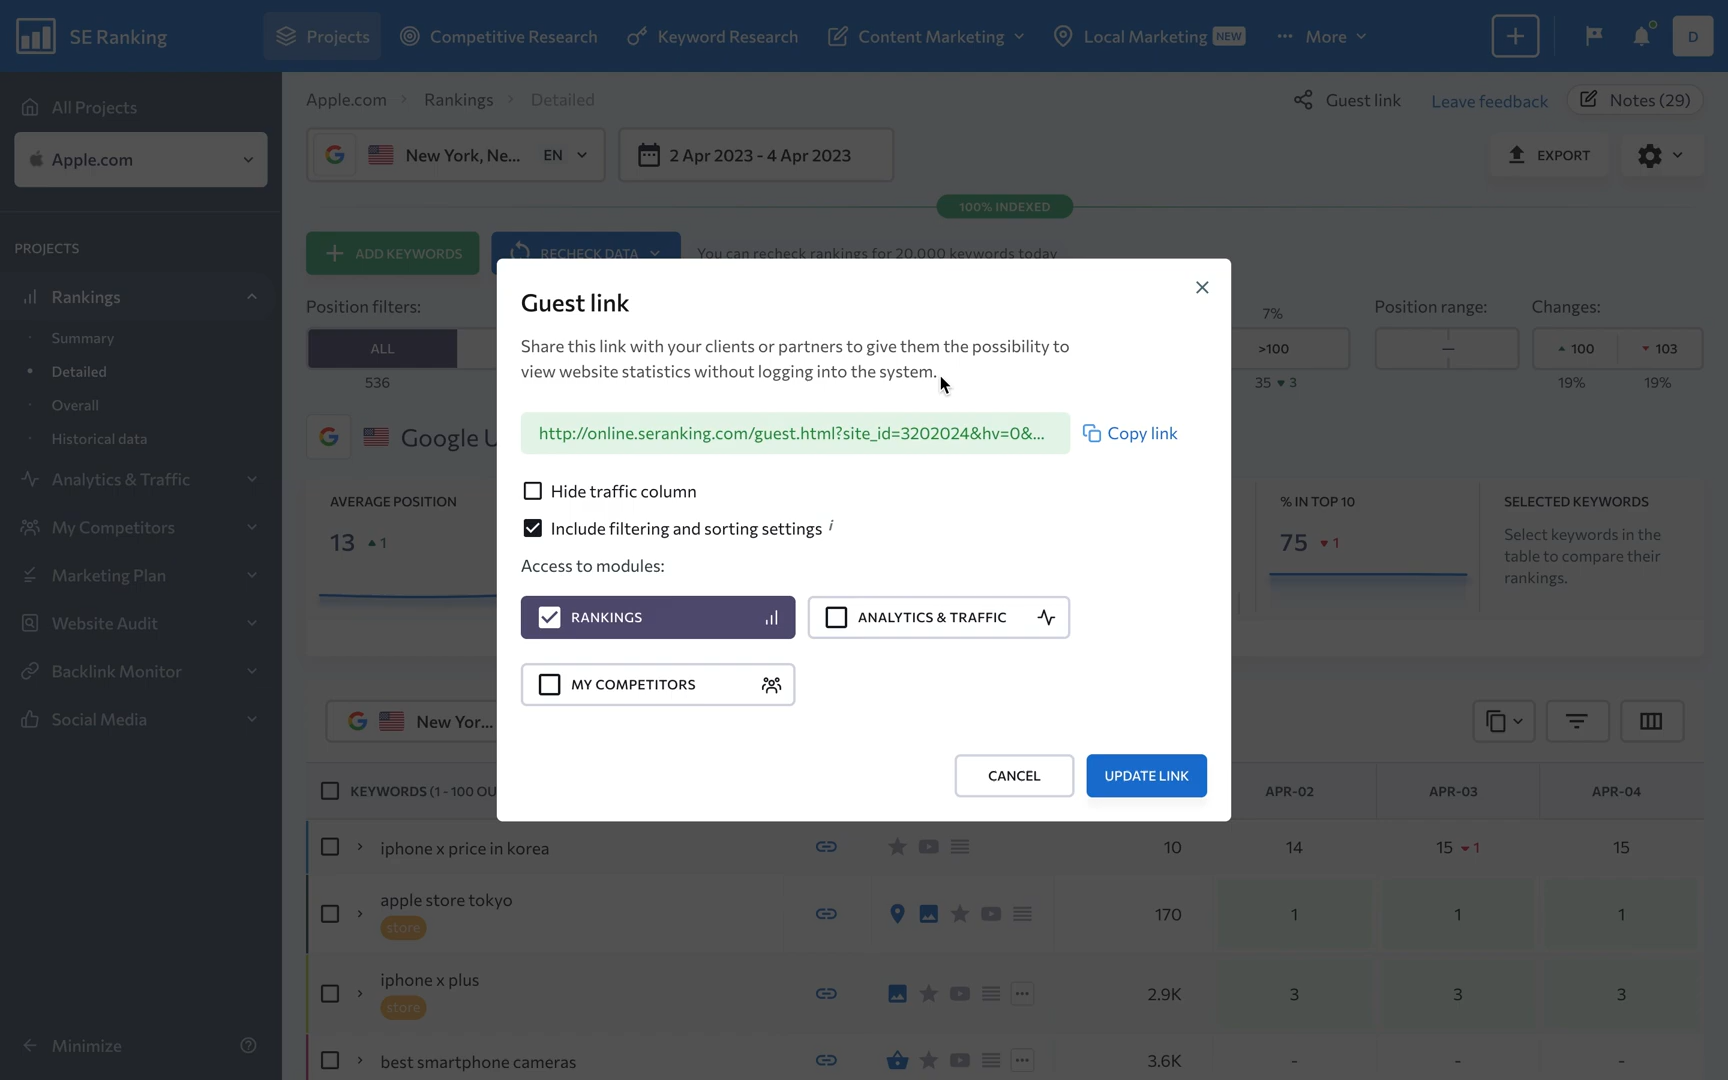 SE Ranking
Projects
Competitive Research
Keyword Research
Content Marketing
Local Marketing NEW
More
D
All Projects
Apple.com
PROJECTS
Rankings
Summary
Detailed
Overall
Historical data
Analytics & Traffic
My Competitors
Marketing Plan
Website Audit
Backlink Monitor
Social Media
Minimize
Apple.com > Rankings > Detailed
Guest link
Leave feedback
Notes (29)
New York, Ne... EN
2 Apr 2023 - 4 Apr 2023
EXPORT
100% INDEXED
ADD KEYWORDS
RECHECK DATA
You can recheck rankings for 20,000 keywords today
Position filters:
7%
Position range:
Changes:
ALL
>100
—
100
103
536
35 3
19%
19%
Google U
AVERAGE POSITION
13 1
% IN TOP 10
75 1
SELECTED KEYWORDS
Select keywords in the
table to compare their
rankings.
Guest link
Share this link with your clients or partners to give them the possibility to
view website statistics without logging into the system.
http://online.seranking.com/guest.html?site_id=3202024&hv=0&...
Copy link
Hide traffic column
Include filtering and sorting settings i
Access to modules:
RANKINGS
ANALYTICS & TRAFFIC
MY COMPETITORS
CANCEL
UPDATE LINK
New Yor...
KEYWORDS (1 - 100 OU
APR-02
APR-03
APR-04
iphone x price in korea
10
14
15 1
15
apple store tokyo
store
170
1
1
1
iphone x plus
store
2.9K
3
3
3
best smartphone cameras
3.6K
-
-
-